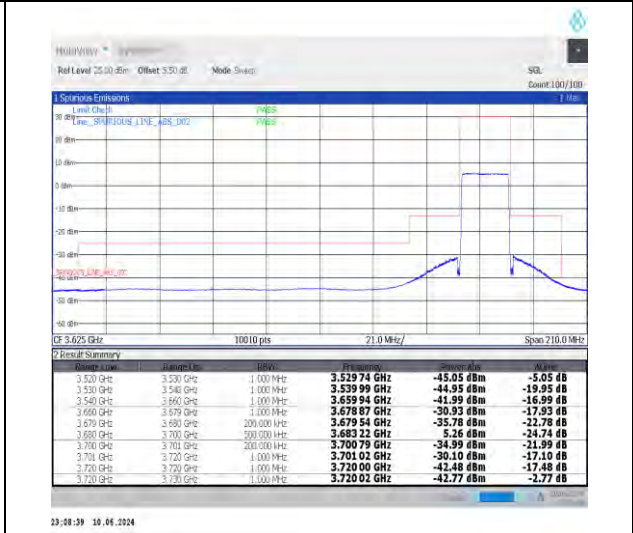 MultiView
Ref Level 25.00 dBm Offset 5.50 dB Mode Sweep SGL
Count 100/100
1 Spurious Emissions 1 Max
Limit Check PASS
30 dBm Line _SPURIOUS_LINE_ABS_002 PASS
20 dBm
10 dBm
0 dBm
-10 dBm
-20 dBm
-30 dBm
-50 dBm
-60 dBm
CF 3.625 GHz 10010 pts 21.0 MHz/ Span 210.0 MHz
2 Result Summary
Range Low Range Up RBW Frequency Power Abs
3.520 GHz 3.530 GHz 1.000 MHz 3.529 74 GHz -45.05 dBm -5.05 dB
3.530 GHz 3.540 GHz 1.000 MHz 3.539 99 GHz -44.95 dBm -19.95 dB
3.540 GHz 3.660 GHz 1.000 MHz 3.659 94 GHz -41.99 dBm -16.99 dB
3.660 GHz 3.679 GHz 1.000 MHz 3.678 87 GHz -30.93 dBm -17.93 dB
3.679 GHz 3.680 GHz 200.000 kHz 3.679 54 GHz -35.78 dBm -22.78 dB
3.680 GHz 3.700 GHz 500.000 kHz 3.683 22 GHz 5.26 dBm -24.74 dB
3.700 GHz 3.701 GHz 200.000 kHz 3.700 79 GHz -34.99 dBm -21.99 dB
3.701 GHz 3.720 GHz 1.000 MHz 3.701 02 GHz -30.10 dBm -17.10 dB
3.720 GHz 3.720 GHz 1.000 MHz 3.720 00 GHz -42.48 dBm -17.48 dB
3.720 GHz 3.730 GHz 1.000 MHz 3.720 02 GHz -42.77 dBm -2.77 dB
23:08:39 10.06.2024